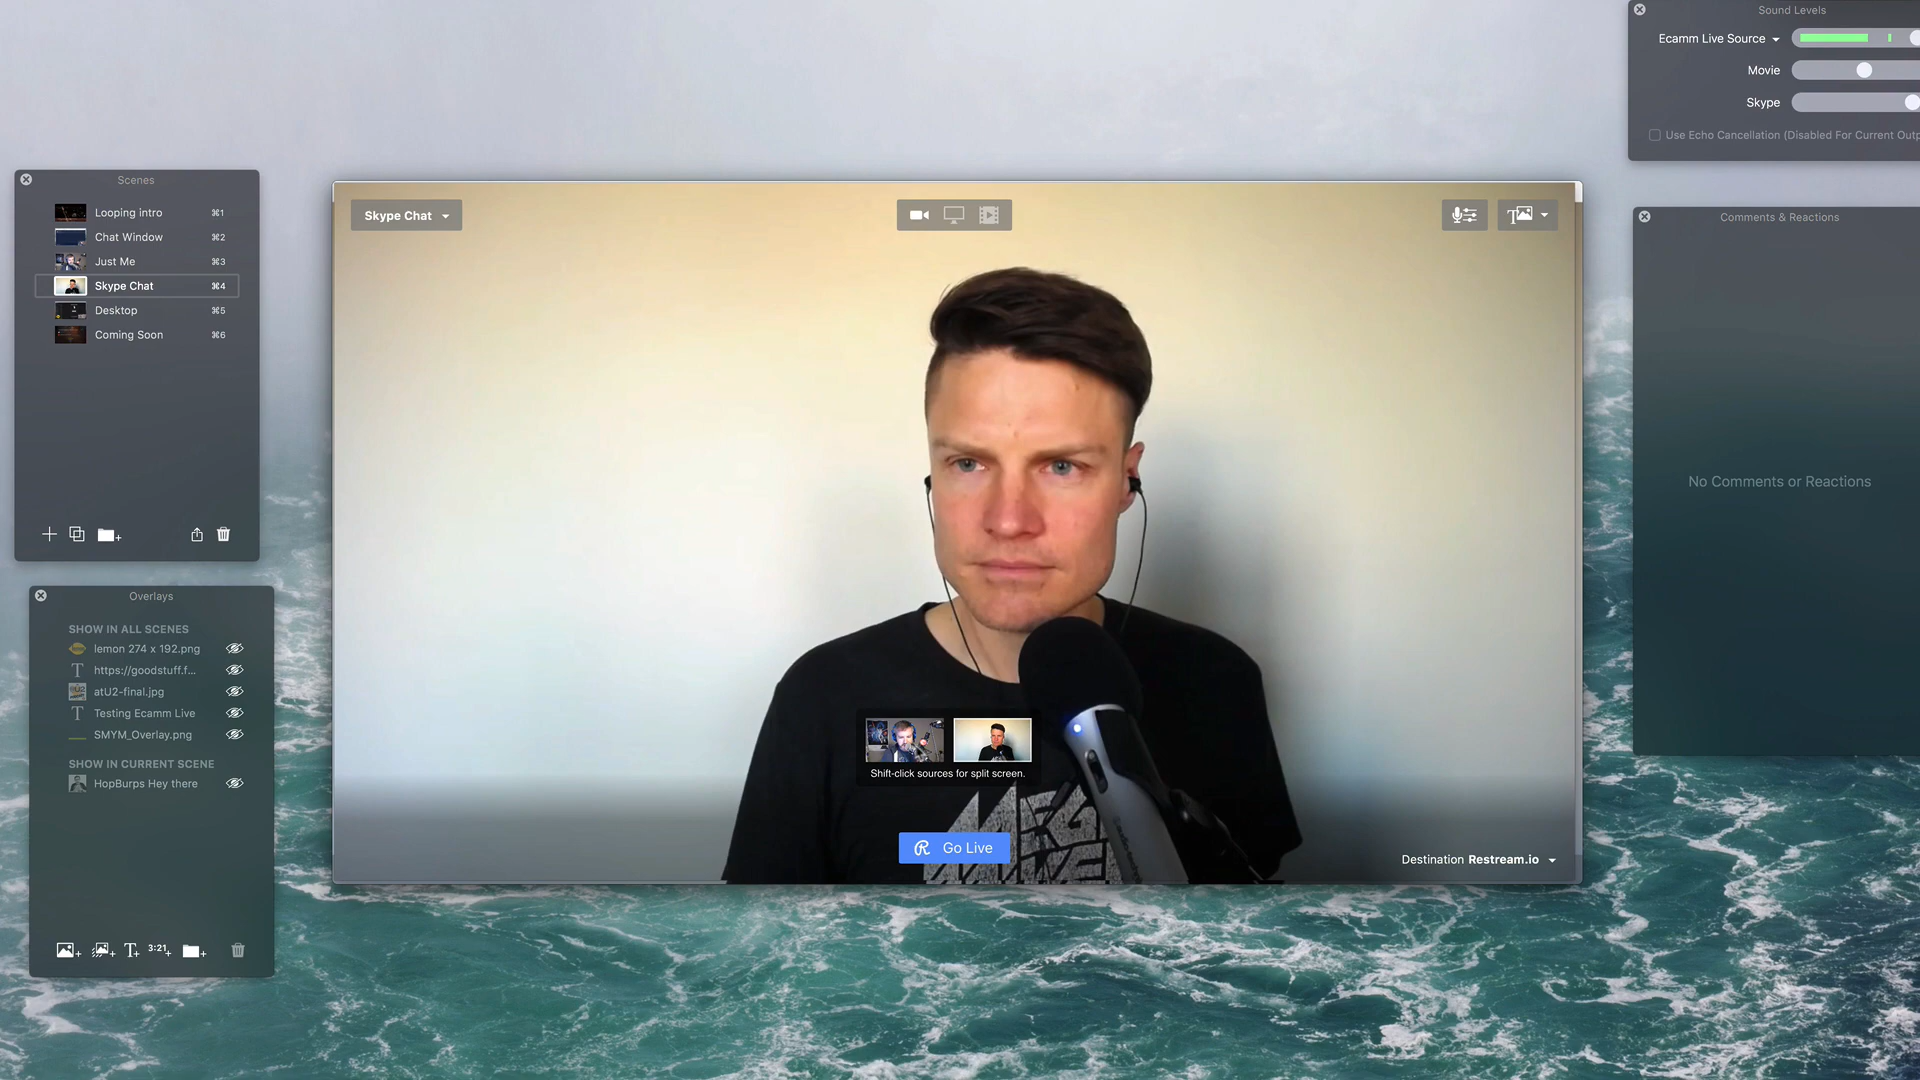 Sound Levels
Ecamm Live Source
Movie
Skype
Use Echo Cancellation (Disabled For Current Outp
Scenes
Looping intro ⌘1
Chat Window ⌘2
Just Me ⌘3
Skype Chat ⌘4
Desktop ⌘5
Coming Soon ⌘6
Skype Chat
T
Comments & Reactions
No Comments or Reactions
Overlays
SHOW IN ALL SCENES
lemon 274 x 192.png
T https://goodstuff.f...
atU2-final.jpg
T Testing Ecamm Live
SMYM_Overlay.png
SHOW IN CURRENT SCENE
HopBurps Hey there
T+ 3:21+
Shift-click sources for split screen.
Go Live
Destination Restream.io